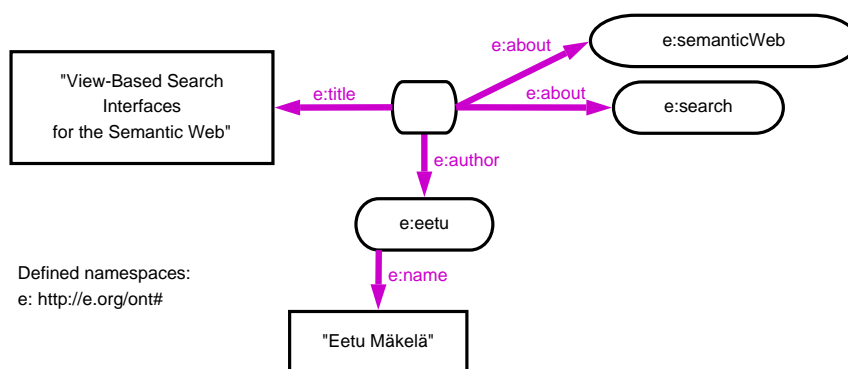 e:about
e:semanticWeb
"View-Based Search
Interfaces
for the Semantic Web"
e:title
e:about
e:search
e:author
e:eetu
Defined namespaces:
e: http://e.org/ont#
e:name
"Eetu Mäkelä"